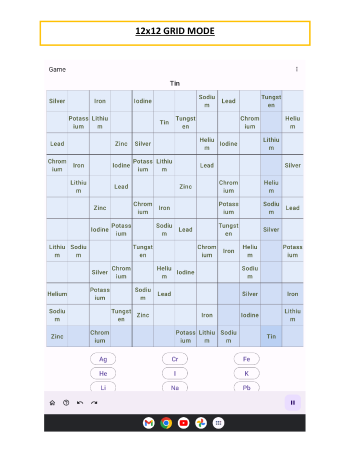 12x12 GRID MODE
Game
Tin
Silver Iron Iodine Sodium Lead Tungsten
Potassium Lithium Tin Tungsten Chromium Helium
Lead Zinc Silver Helium Iodine Lithium
Chromium Iron Iodine Potassium Lithium Lead Silver
Lithium Lead Zinc Chromium Helium
Zinc Chromium Iron Potassium Sodium Lead
Iodine Potassium Sodium Lead Tungsten Silver
Lithium Sodium Tungsten Chromium Iron Helium Potassium
Silver Chromium Helium Iodine Sodium
Helium Potassium Sodium Lead Silver Iron
Sodium Tungsten Zinc Iron Iodine Lithium
Zinc Chromium Potassium Lithium Sodium Tin
Ag Cr Fe
He I K
Li Na Pb